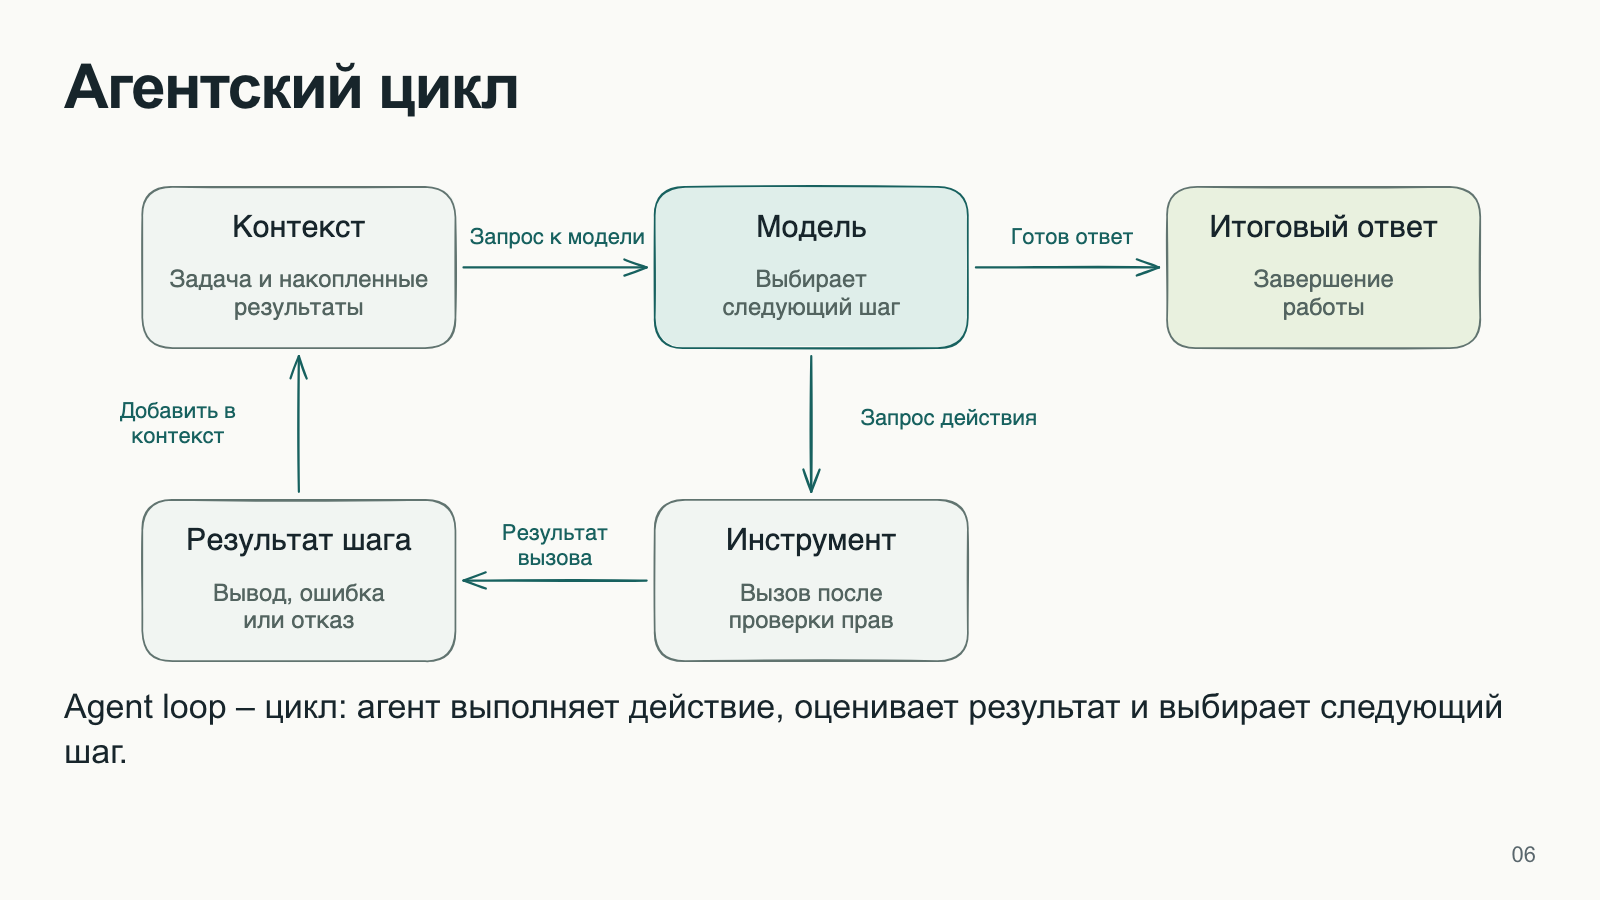 Агентский цикл
Контекст
Задача и накопленные
результаты
Запрос к модели
Модель
Выбирает
следующий шаг
Готов ответ
Итоговый ответ
Завершение
работы
Добавить в
контекст
Запрос действия
Результат шага
Вывод, ошибка
или отказ
Результат
вызова
Инструмент
Вызов после
проверки прав
Agent loop – цикл: агент выполняет действие, оценивает результат и выбирает следующий
шаг.
06